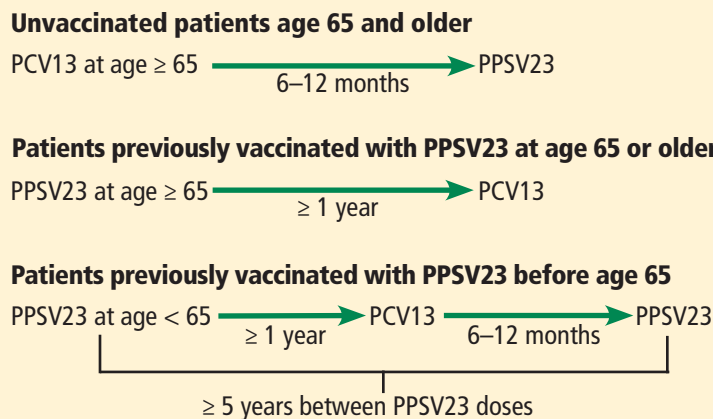 Unvaccinated patients age 65 and older
PCV13 at age ≥ 65 PPSV23
6–12 months
Patients previously vaccinated with PPSV23 at age 65 or older
PPSV23 at age ≥ 65 PCV13
≥ 1 year
Patients previously vaccinated with PPSV23 before age 65
PPSV23 at age < 65 PCV13 PPSV23
≥ 1 year 6–12 months
≥ 5 years between PPSV23 doses